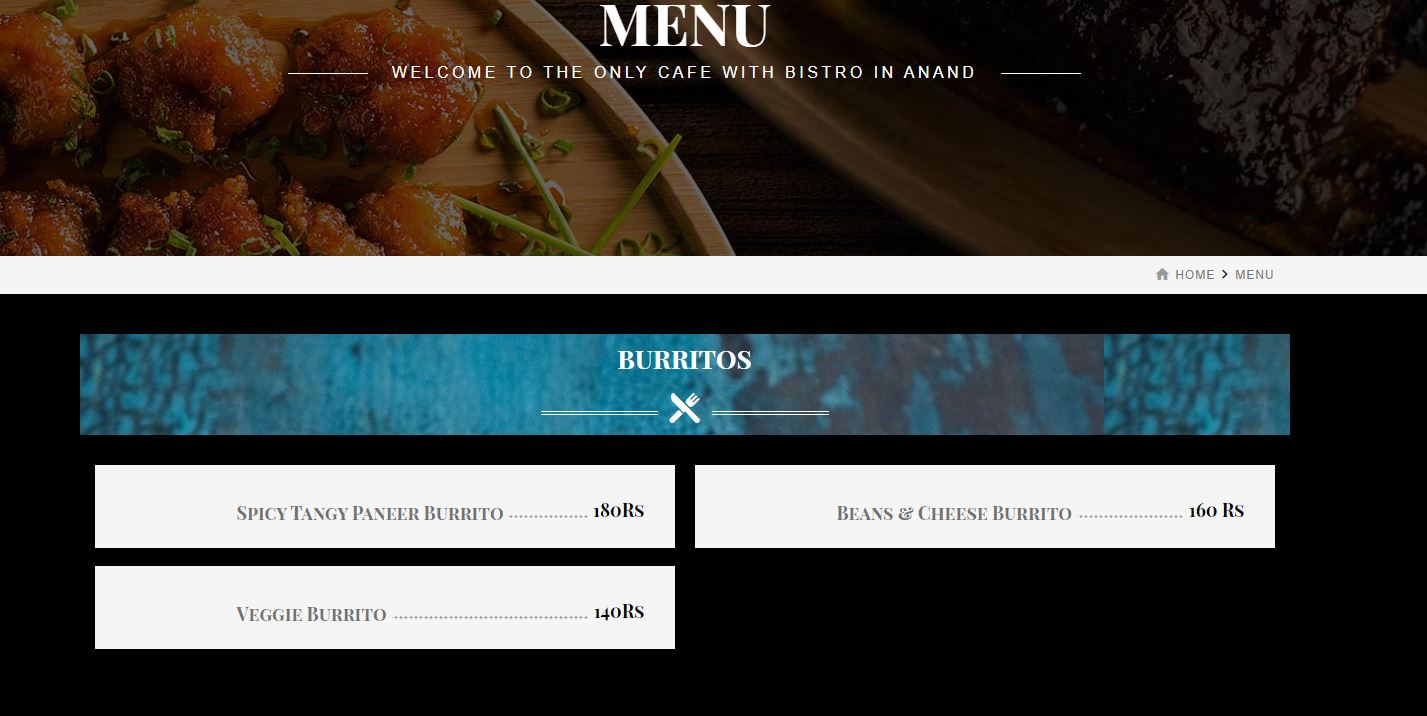 MENU
WELCOME TO THE ONLY CAFE WITH BISTRO IN ANAND
HOME > MENU
BURRITOS
Spicy Tangy Paneer Burrito 180Rs
Beans & Cheese Burrito 160 Rs
Veggie Burrito 140Rs